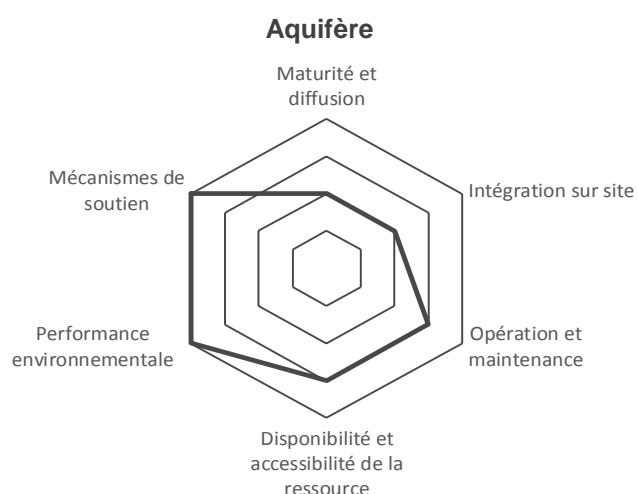 Aquifère
Maturité et
diffusion
Mécanismes de
soutien
Intégration sur site
Performance
environnementale
Opération et
maintenance
Disponibilité et
accessibilité de la
ressource